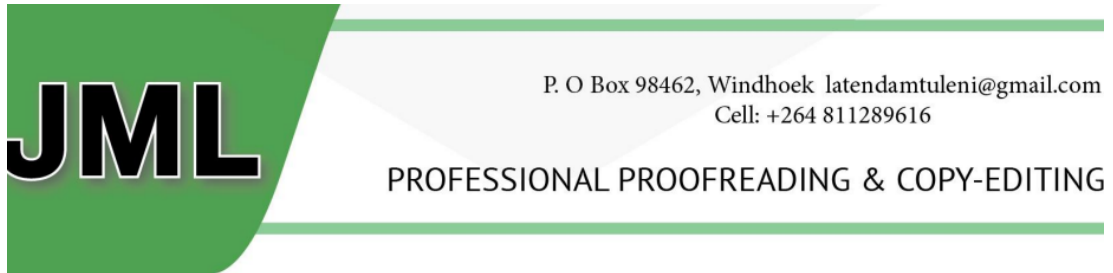 JML
P. O Box 98462, Windhoek latendamtuleni@gmail.com
Cell: +264 811289616
PROFESSIONAL PROOFREADING & COPY-EDITING